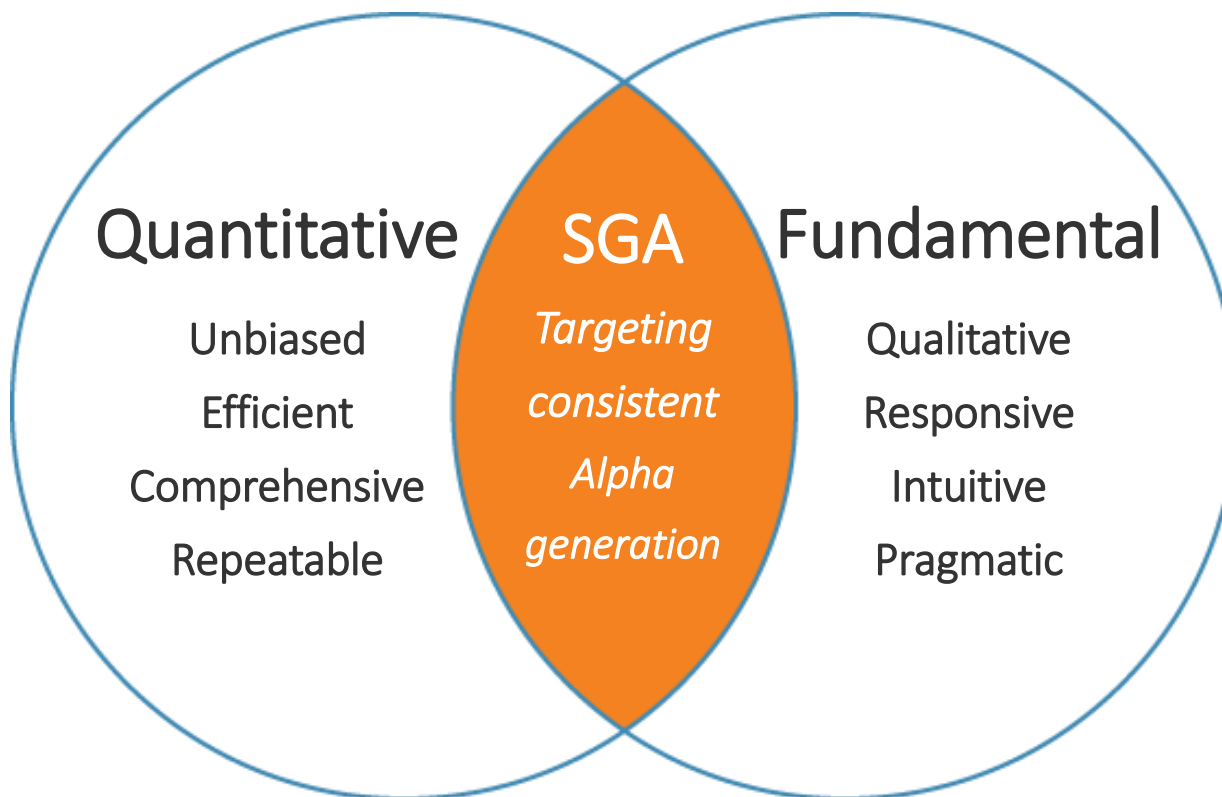 Quantitative
Unbiased
Efficient
Comprehensive
Repeatable
SGA
Targeting
consistent
Alpha
generation
Fundamental
Qualitative
Responsive
Intuitive
Pragmatic